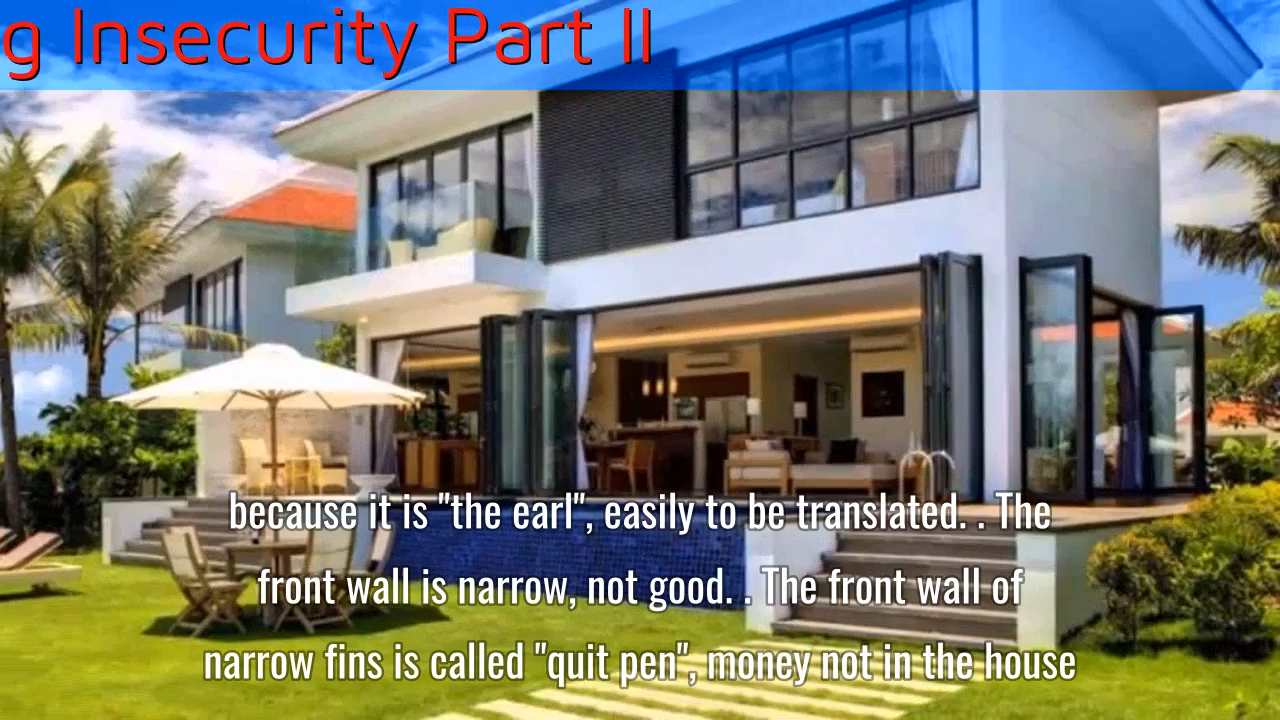 g Insecurity Part II
because it is "the earl", easily to be translated. . The
front wall is narrow, not good. . The front wall of
narrow fins is called "quit pen", money not in the house